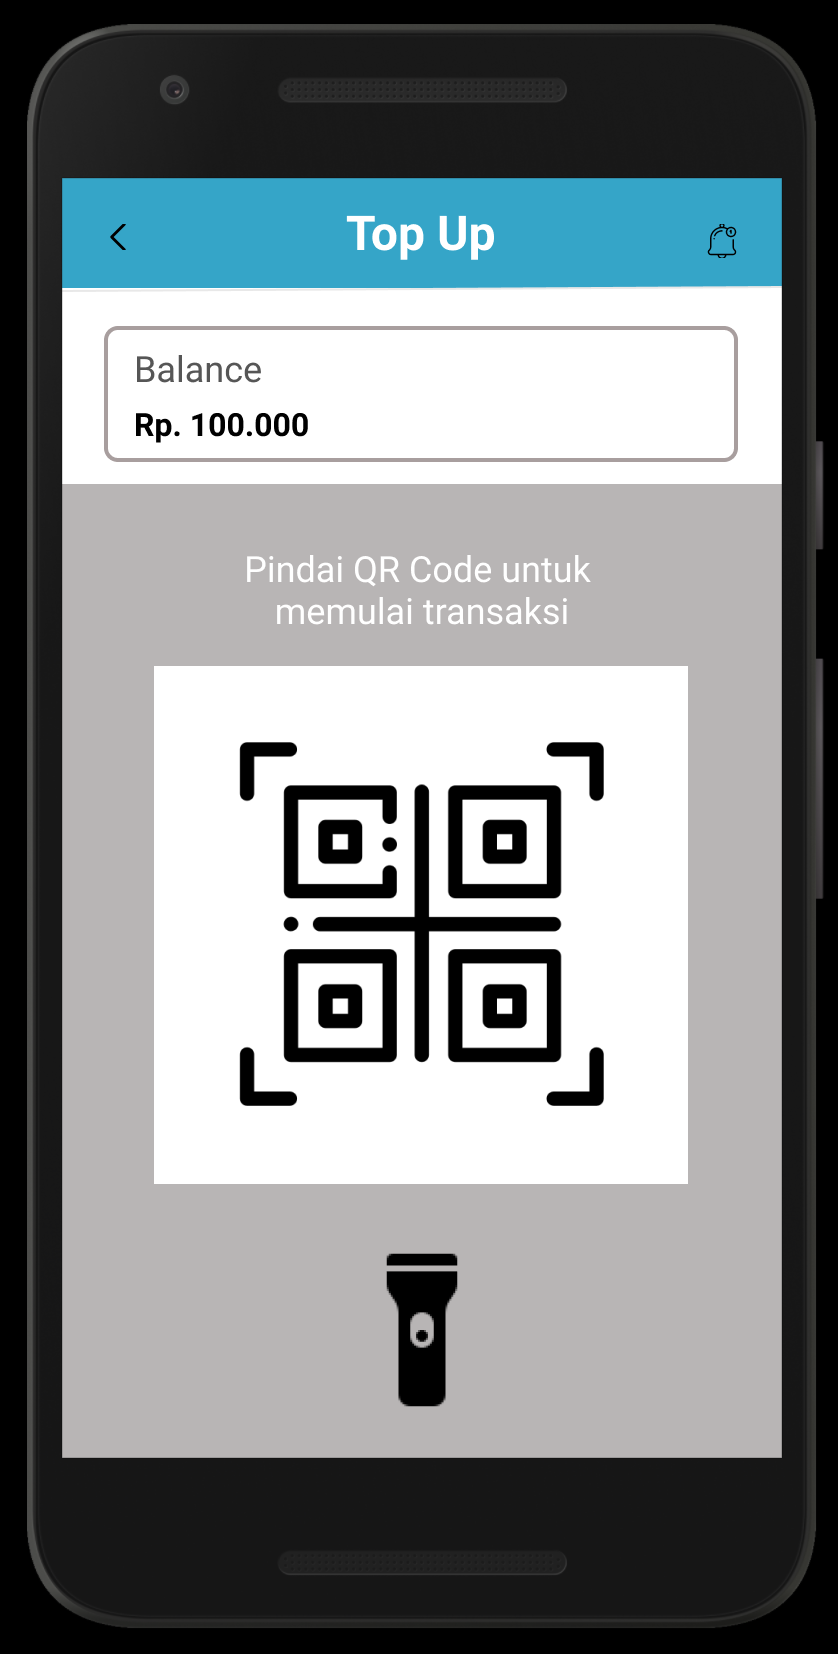 Top Up
Balance
Rp. 100.000
Pindai QR Code untuk
memulai transaksi